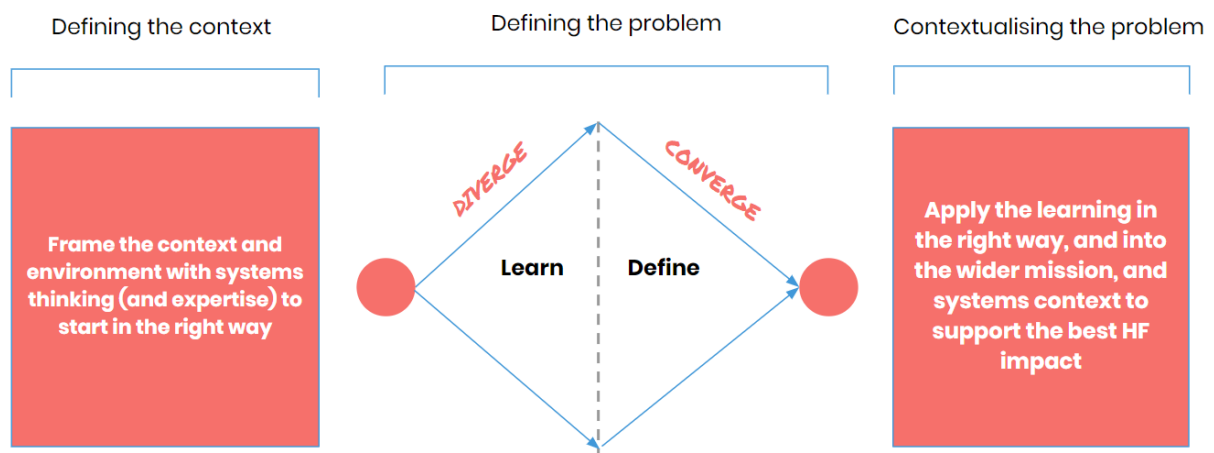 Defining the context
Defining the problem
Contextualising the problem
Frame the context and
environment with systems
thinking (and expertise) to
start in the right way
DIVERGE
CONVERGE
Learn
Define
Apply the learning in
the right way, and into
the wider mission, and
systems context to
support the best HF
impact